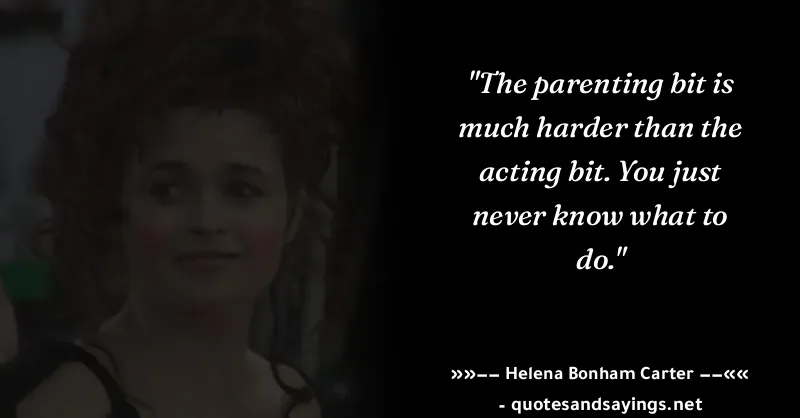 "The parenting bit is
much harder than the
acting bit. You just
never know what to
do."
»»−− Helena Bonham Carter −−««
- quotesandsayings.net